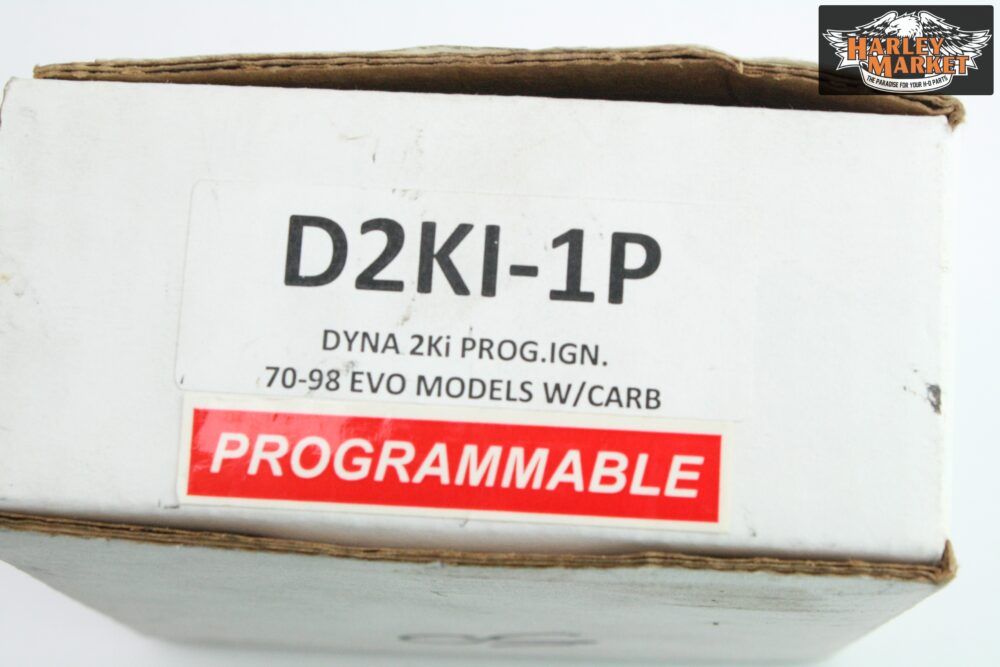 HARLEY
MARKET
THE PARADISE FOR YOUR H-D PARTS
D2KI-1P
DYNA 2Ki PROG.IGN.
70-98 EVO MODELS W/CARB
PROGRAMMABLE